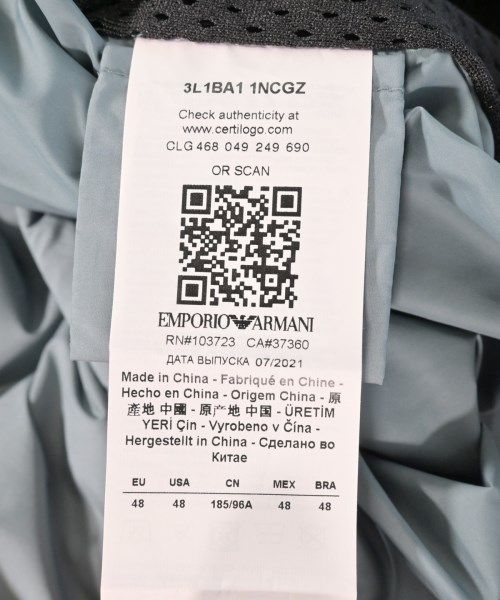 3L1BA1 1NCGZ
Check authenticity at
www.certilogo.com
CLG 468 049 249 690
OR SCAN
EMPORIO ARMANI
RN#103723 CA#37360
ДАТА ВЫПУСКА 07/2021
Made in China - Fabriqué en Chine -
Hecho en China - Origem China - 原
產地 中國 - 原产地 中国 - ÜRETİM
YERİ Çin - Vyrobeno v Čína -
Hergestellt in China - Сделано во
Китае
EU USA CN MEX BRA
48 48 185/96A 48 48